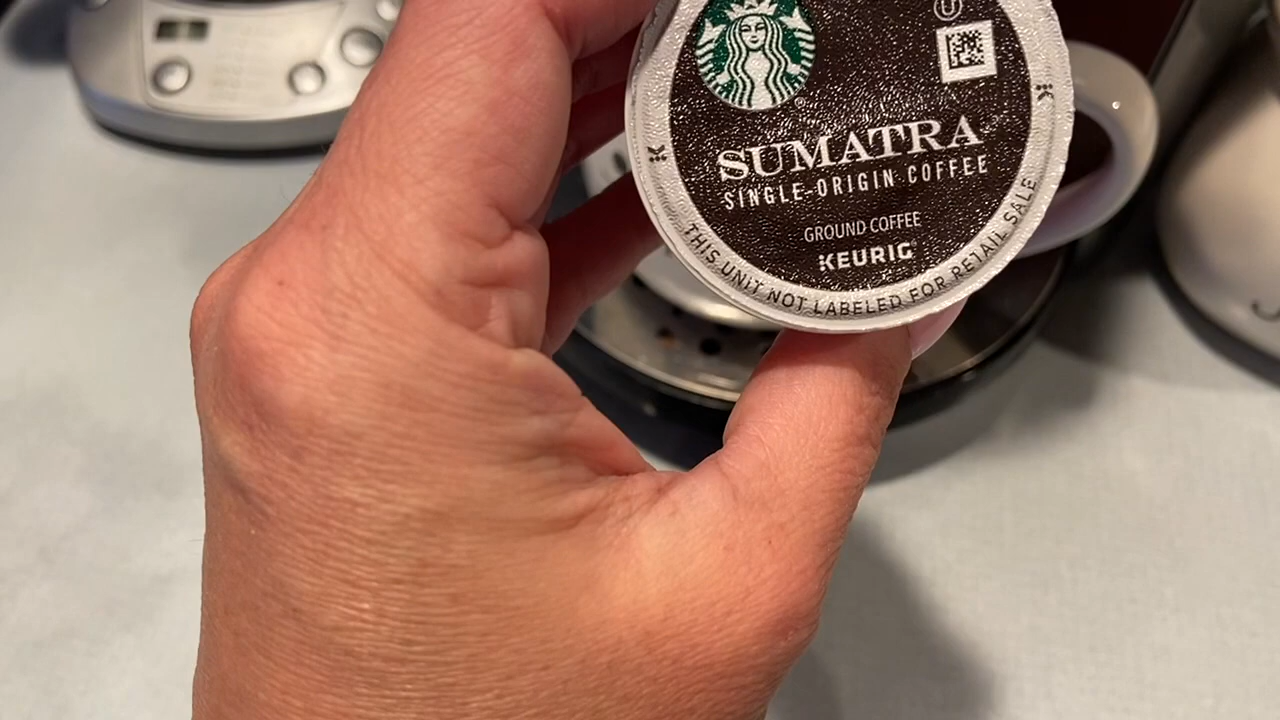 U
SUMATRA
SINGLE-ORIGIN COFFEE
GROUND COFFEE
KEURIG
THIS UNIT NOT LABELED FOR RETAIL SALE
K
K